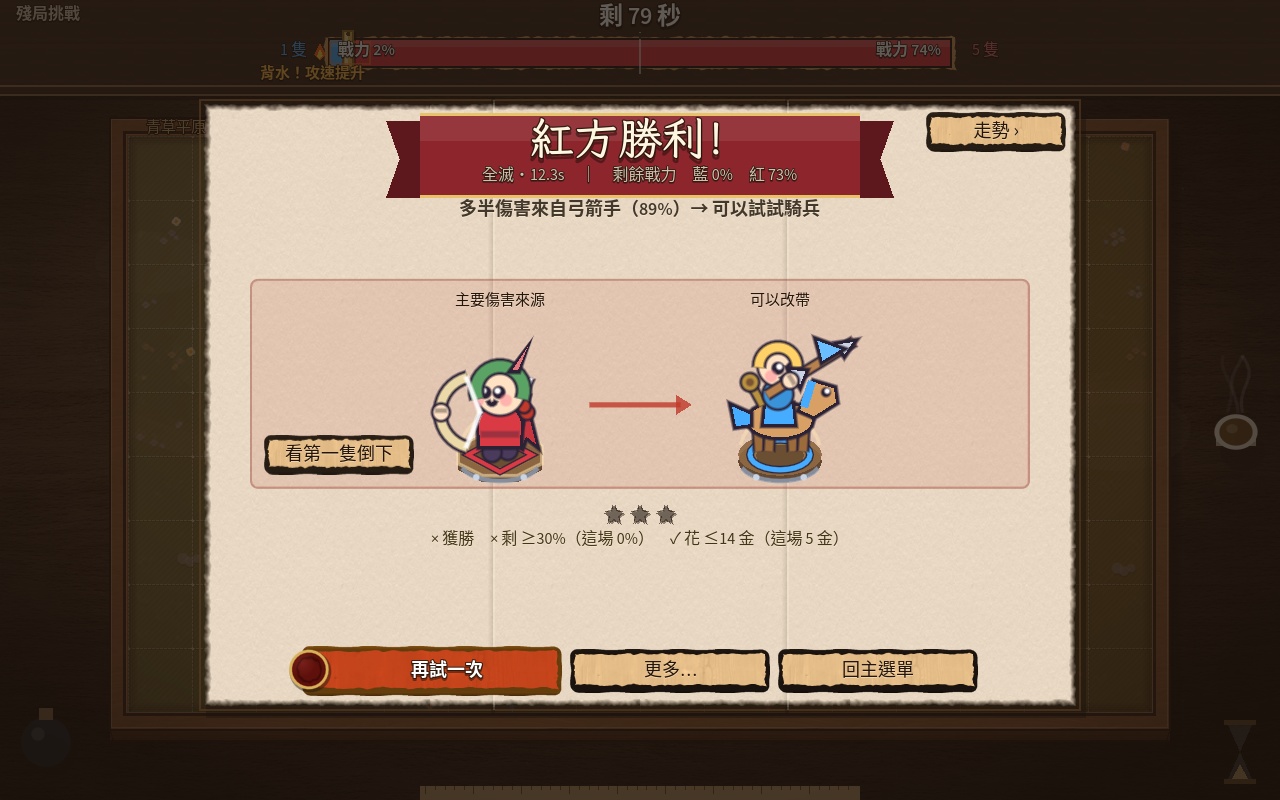 殘局挑戰
剩 79 秒
1 隻 戰力 2% 戰力 74% 5 隻
背水！攻速提升
青草平原
紅方勝利！
走勢 ›
全滅・12.3s ｜ 剩餘戰力 藍 0% 紅 73%
多半傷害來自弓箭手（89%）→ 可以試試騎兵
主要傷害來源 可以改帶
看第一隻倒下
× 獲勝 × 剩 ≥30%（這場 0%） ✓ 花 ≤14 金（這場 5 金）
再試一次 更多… 回主選單